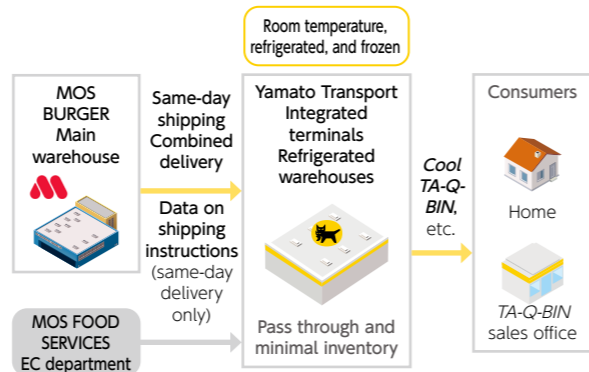 Room temperature,
refrigerated, and frozen
MOS
BURGER
Main
warehouse
Same-day
shipping
Combined
delivery
Data on
shipping
instructions
(same-day
delivery
only)
MOS FOOD
SERVICES
EC department
Yamato Transport
Integrated
terminals
Refrigerated
warehouses
Pass through and
minimal inventory
Cool
TA-Q-
BIN,
etc.
Consumers
Home
TA-Q-BIN
sales office